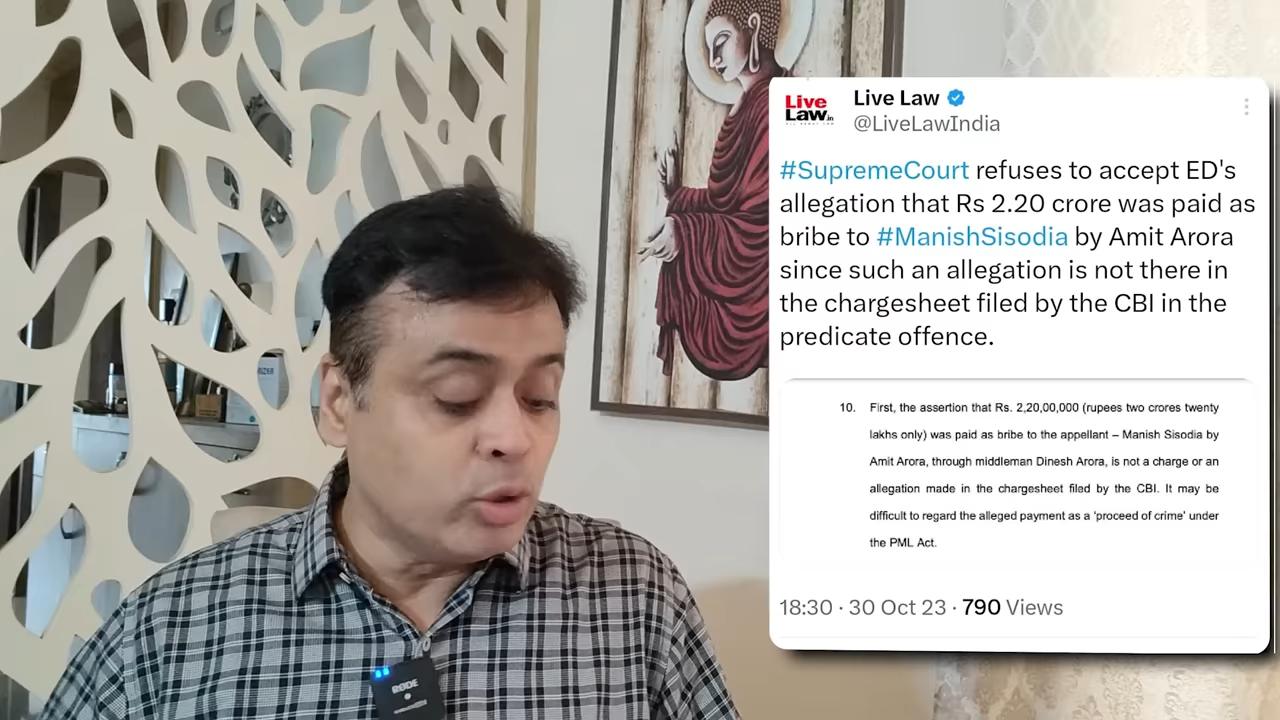 Live Law
@LiveLawIndia
Live
Law.in
#SupremeCourt refuses to accept ED's
allegation that Rs 2.20 crore was paid as
bribe to #ManishSisodia by Amit Arora
since such an allegation is not there in
the chargesheet filed by the CBI in the
predicate offence.
10. First, the assertion that Rs. 2,20,00,000 (rupees two crores twenty
lakhs only) was paid as bribe to the appellant – Manish Sisodia by
Amit Arora, through middleman Dinesh Arora, is not a charge or an
allegation made in the chargesheet filed by the CBI. It may be
difficult to regard the alleged payment as a 'proceed of crime' under
the PML Act.
18:30 · 30 Oct 23 · 790 Views
RØDE